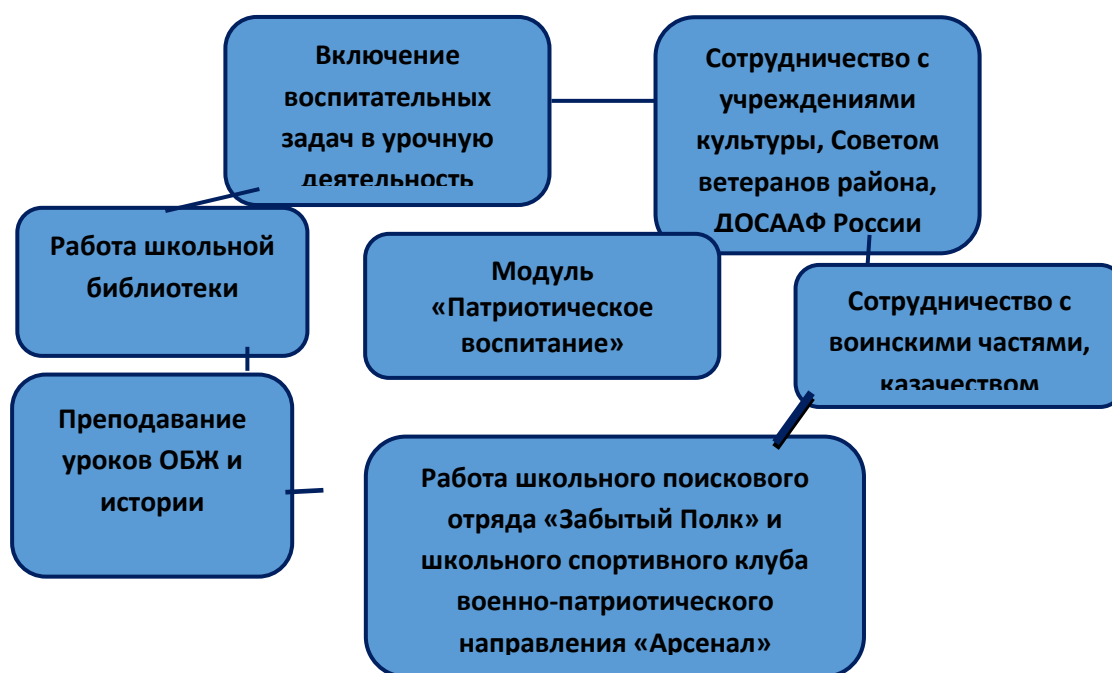 Включение
воспитательных
задач в урочную
деятельность
Сотрудничество с
учреждениями
культуры, Советом
ветеранов района,
ДОСААФ России
Работа школьной
библиотеки
Модуль
«Патриотическое
воспитание»
Сотрудничество с
воинскими частями,
казачеством
Преподавание
уроков ОБЖ и
истории
Работа школьного поискового
отряда «Забытый Полк» и
школьного спортивного клуба
военно-патриотического
направления «Арсенал»